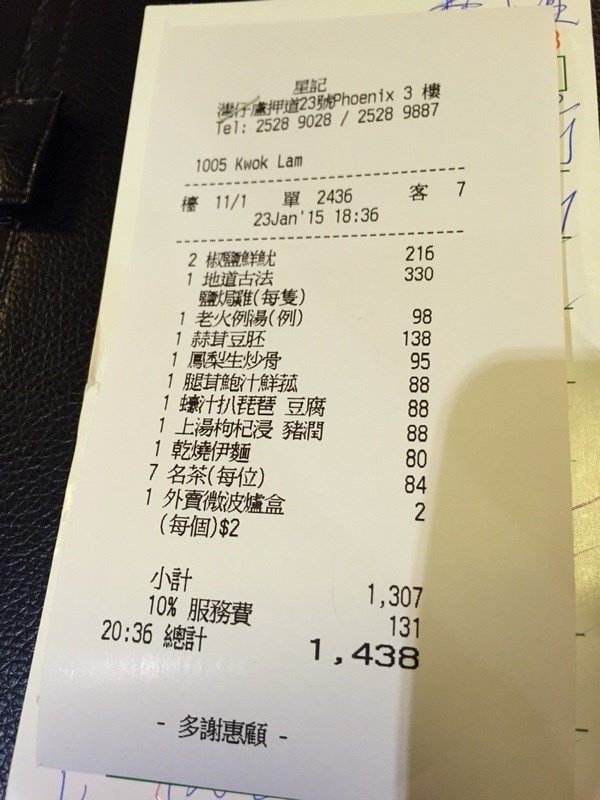 星記
灣仔盧押道23號Phoenix 3 樓
Tel: 2528 9028 / 2528 9887
1005 Kwok Lam
檯 11/1 單 2436 客 7
23Jan'15 18:36
2 椒鹽鮮魷 216
1 地道古法 330
鹽焗雞(每隻)
1 老火例湯(例) 98
1 蒜茸豆胚 138
1 鳳梨生炒骨 95
1 腿茸鮑汁鮮菰 88
1 蠔汁扒琵琶 豆腐 88
1 上湯枸杞浸 豬潤 88
1 乾燒伊麵 80
7 名茶(每位) 84
1 外賣微波爐盒 2
(每個)$2
小計 1,307
10% 服務費 131
20:36 總計 1,438
- 多謝惠顧 -